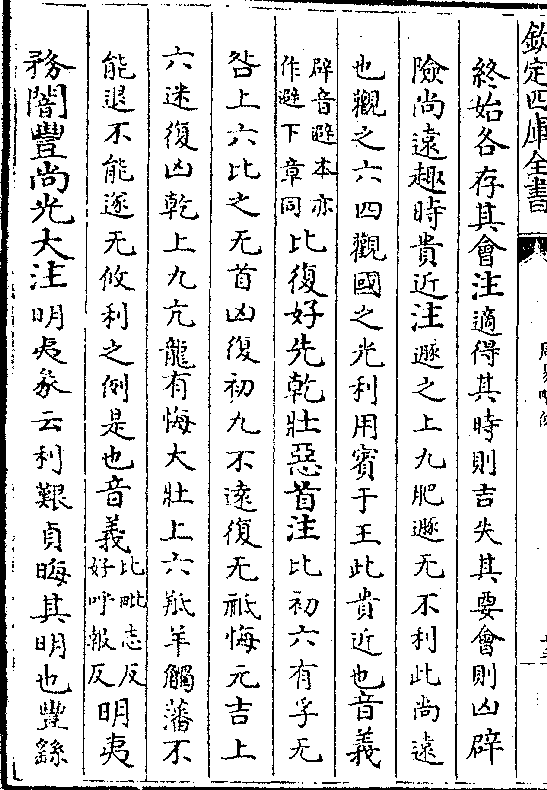 欽定四庫全書
終始各存其會注適得其時則吉失其要會則凶辟
險尚遠趣時貴近注遯之上九肥遯无不利此尚遠
也觀之六四觀國之光利用賓于王此貴近也音義
辟音避本亦作避下章同比復好先乾壯惡首注比初六有孚无
咎上六比之无首凶復初九不遠復无祗悔元吉上
六迷復凶乾上九亢龍有悔大壯上六羝羊觸藩不
能退不能遂无攸利之例是也音義比毗志反好呼報反明夷
務闇豐尚光大注明夷彖云利艱貞晦其明也豐繇